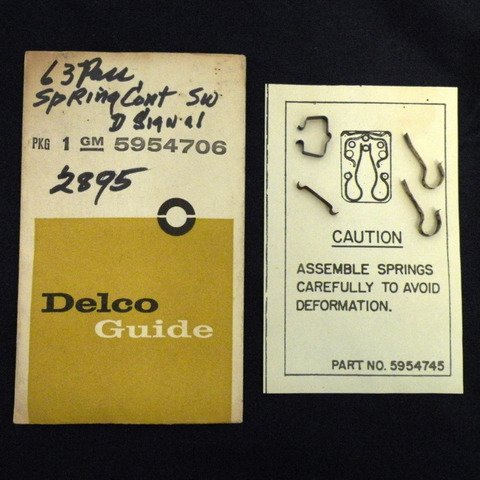 63 Pass
Spring Cont Sw
D Signal
PKG 1 GM 5954706
2895
Delco
Guide
CAUTION
ASSEMBLE SPRINGS
CAREFULLY TO AVOID
DEFORMATION.
PART NO. 5954745